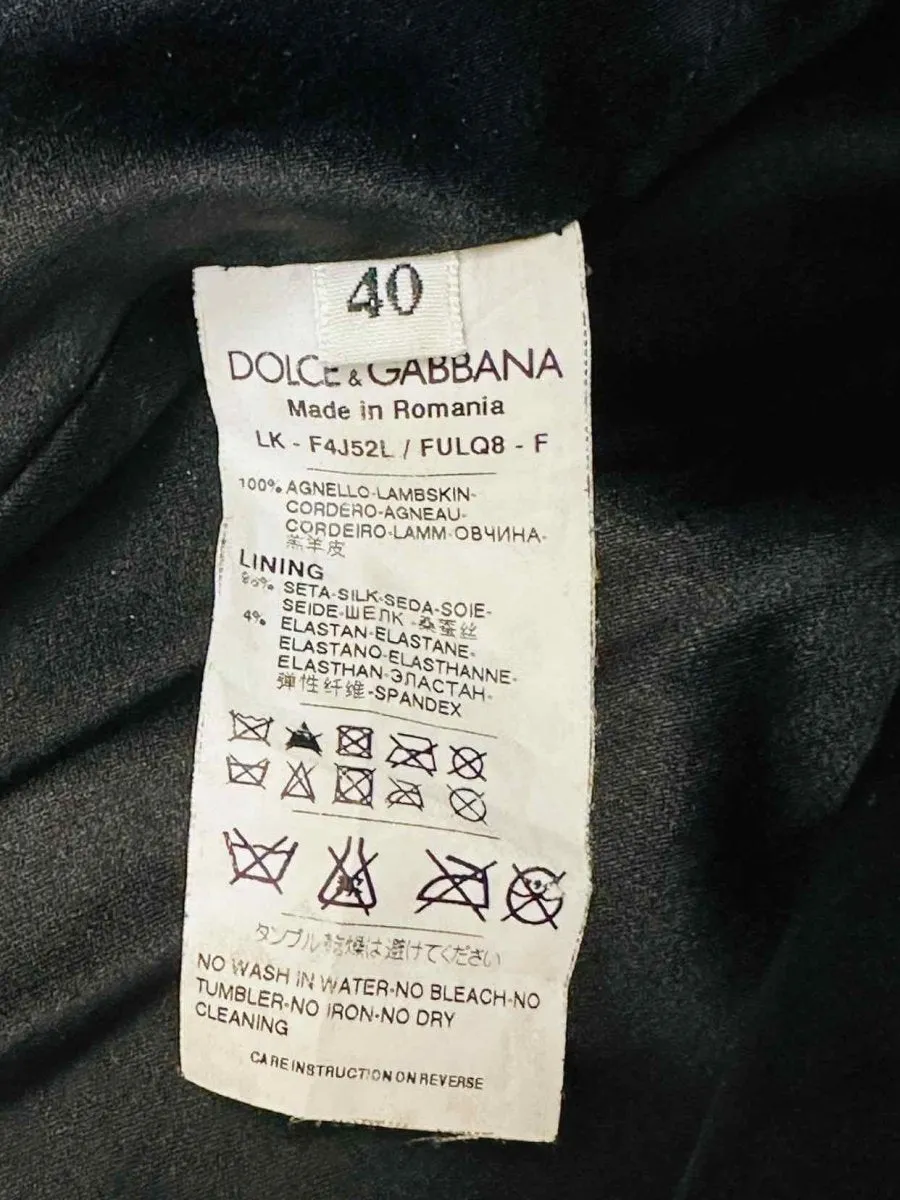 40
DOLCE & GABBANA
Made in Romania
LK - F4J52L / FULQ8 - F
100% AGNELLO-LAMBSKIN-
CORDERO-AGNEAU-
CORDEIRO-LAMM-ОВЧИНА-
羔羊皮
LINING
SETA-SILK-SEDA-SOIE-
SEIDE-ШЕЛК -桑蚕丝
4% ELASTAN-ELASTANE-
ELASTANO-ELASTHANNE-
ELASTHAN-ЭЛАСТАН-
弹性纤维-SPANDEX
タンブル乾燥は避けてください
NO WASH IN WATER-NO BLEACH-NO
TUMBLER-NO IRON-NO DRY
CLEANING
CARE INSTRUCTION ON REVERSE